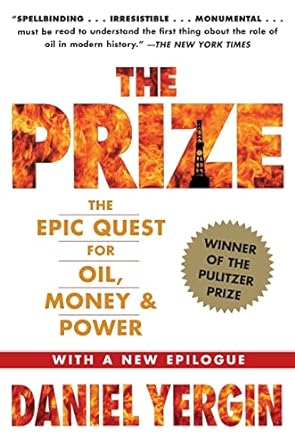 "SPELLBINDING . . . IRRESISTIBLE . . . MONUMENTAL . . .
must be read to understand the first thing about the role of
oil in modern history." —THE NEW YORK TIMES
THE
PRIZE
THE
EPIC QUEST
FOR
OIL,
MONEY &
POWER
WINNER OF
THE
PULITZER
PRIZE
WITH A NEW EPILOGUE
DANIEL YERGIN